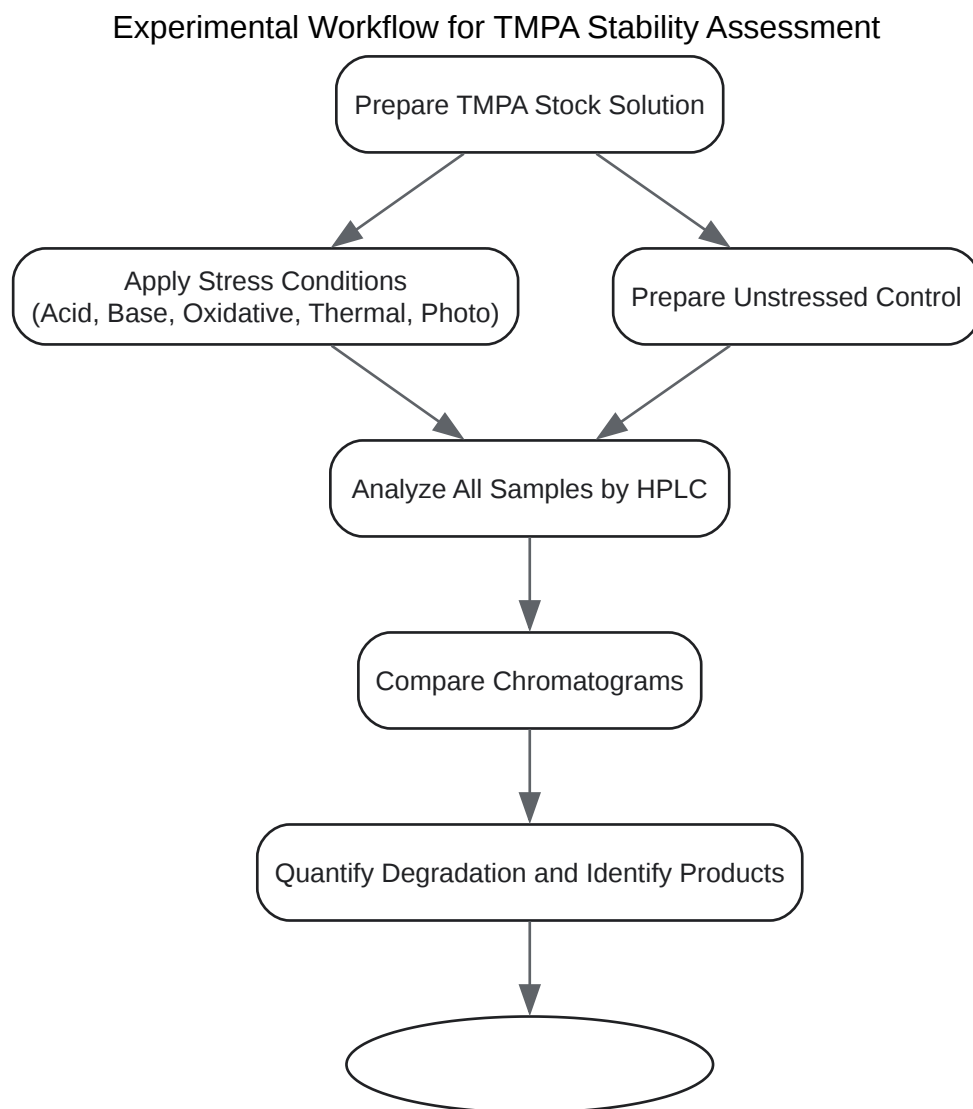 Experimental Workflow for TMPA Stability Assessment
Prepare TMPA Stock Solution
Apply Stress Conditions
(Acid, Base, Oxidative, Thermal, Photo)
Prepare Unstressed Control
Analyze All Samples by HPLC
Compare Chromatograms
Quantify Degradation and Identify Products